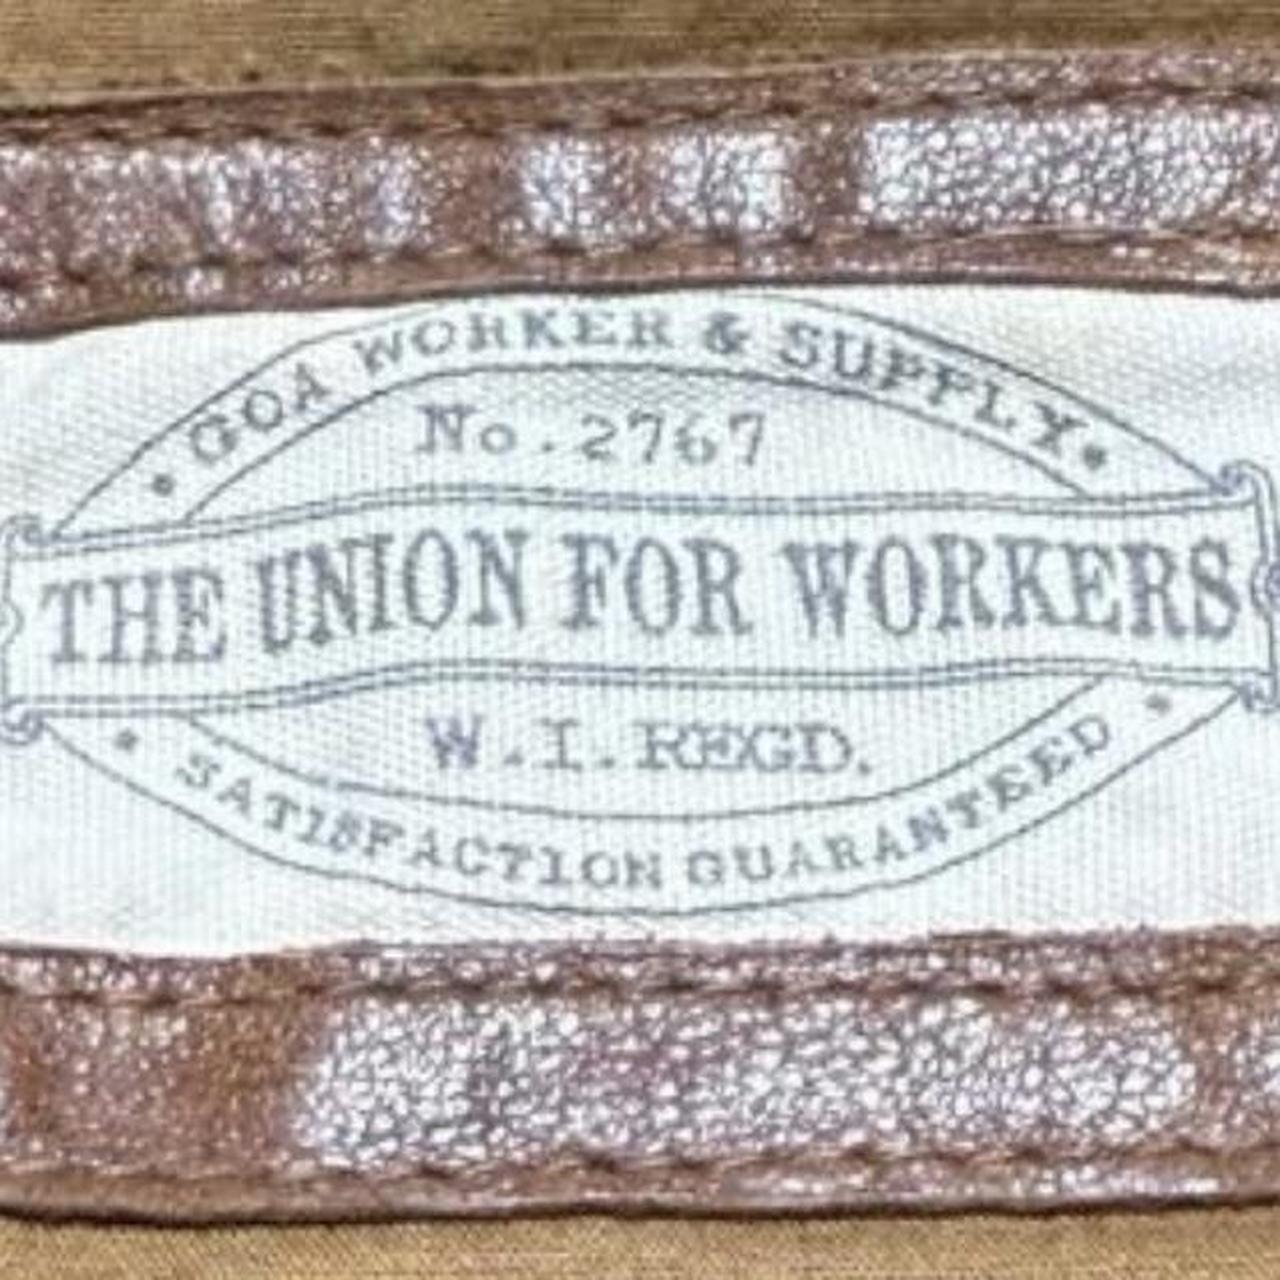 • GOA WORKER & SUPPLY •
No. 2767
THE UNION FOR WORKERS
W.I. REGD.
• SATISFACTION GUARANTEED •